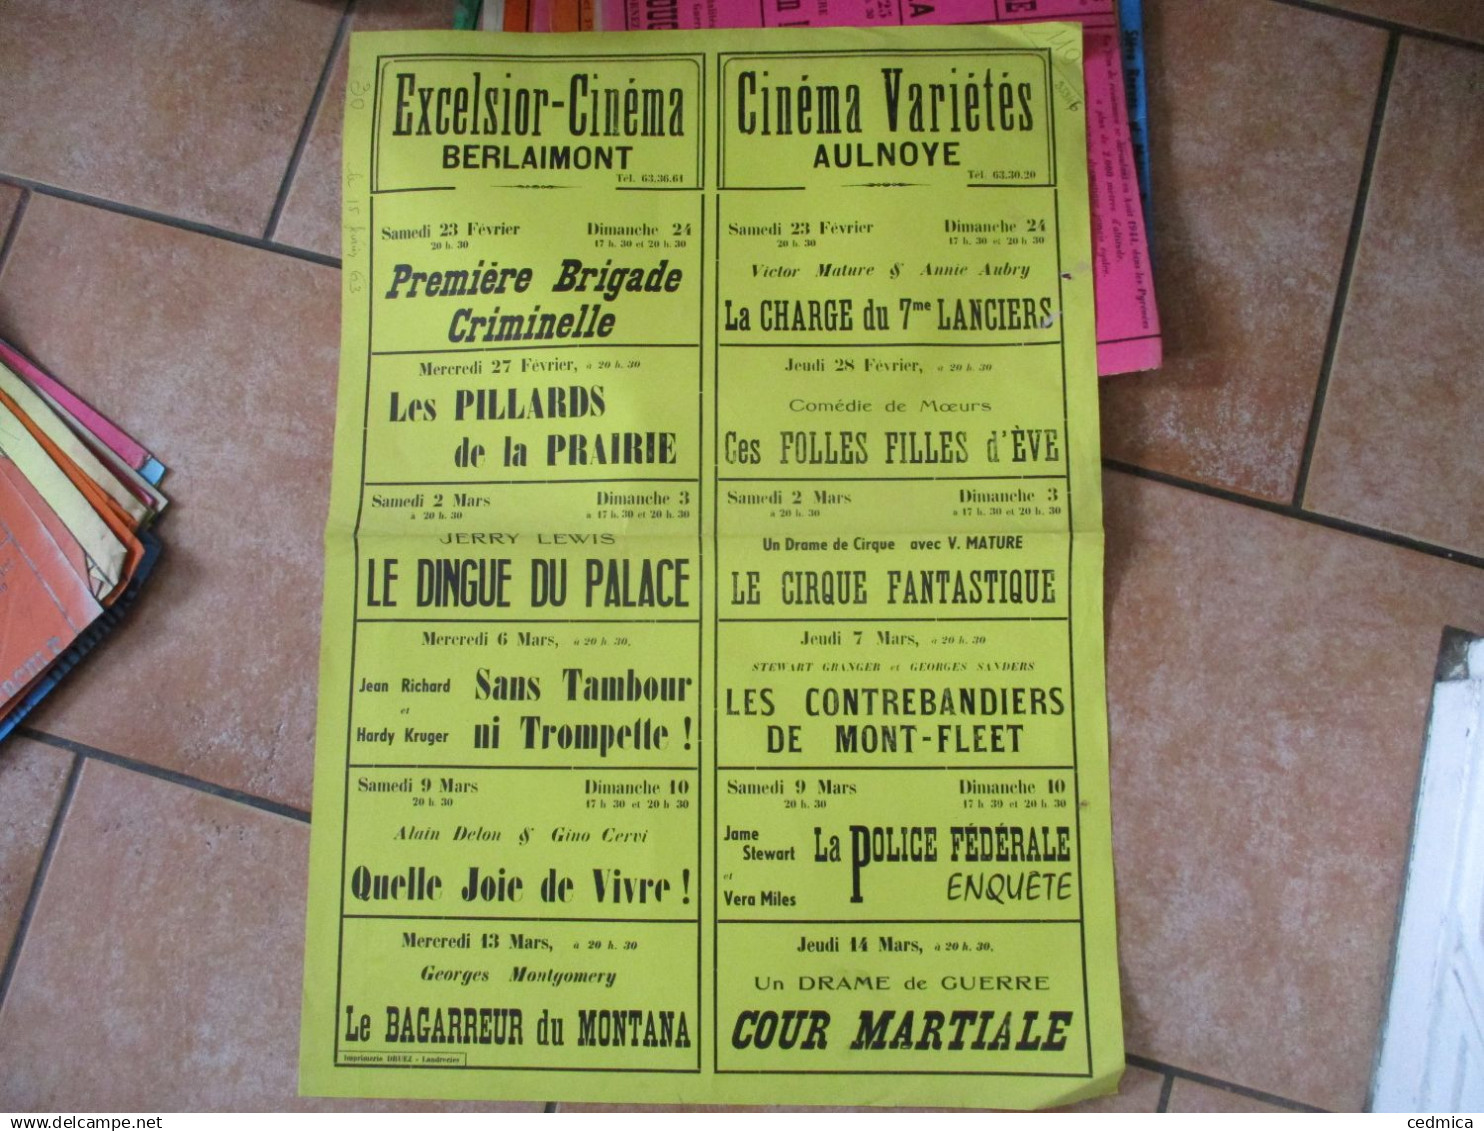 Excelsior-Cinéma
BERLAIMONT
Tél. 63.36.61
Samedi 23 Février Dimanche 24
20 h. 30 17 h. 30 et 20 h. 30
Première Brigade
Criminelle
Mercredi 27 Février, à 20 h. 30
Les PILLARDS
de la PRAIRIE
Samedi 2 Mars Dimanche 3
à 20 h. 30 à 17 h. 30 et 20 h. 30
JERRY LEWIS
LE DINGUE DU PALACE
Mercredi 6 Mars, à 20 h. 30.
Jean Richard
et
Hardy Kruger
Sans Tambour
ni Trompette !
Samedi 9 Mars Dimanche 10
20 h. 30 17 h 30 et 20 h 30
Alain Delon & Gino Cervi
Quelle Joie de Vivre !
Mercredi 13 Mars, à 20 h. 30
Georges Montgomery
Le BAGARREUR du MONTANA
Imprimerie DRUEZ - Landrecies
Cinéma Variétés
AULNOYE
Tél. 63.30.20
Samedi 23 Février Dimanche 24
20 h. 30 17 h. 30 et 20 h. 30
Victor Mature & Annie Aubry
La CHARGE du 7me LANCIERS
Jeudi 28 Février, à 20 h. 30
Comédie de Mœurs
Ces FOLLES FILLES d'ÈVE
Samedi 2 Mars Dimanche 3
à 20 h. 30 à 17 h. 30 et 20 h. 30
Un Drame de Cirque avec V. MATURE
LE CIRQUE FANTASTIQUE
Jeudi 7 Mars, à 20 h. 30
STEWART GRANGER et GEORGES SANDERS
LES CONTREBANDIERS
DE MONT-FLEET
Samedi 9 Mars Dimanche 10
20 h. 30 17 h 30 et 20 h. 30
Jame
Stewart
et
Vera Miles
La POLICE FÉDÉRALE
ENQUÊTE
Jeudi 14 Mars, à 20 h. 30.
Un DRAME de GUERRE
COUR MARTIALE
30
110
cedmica